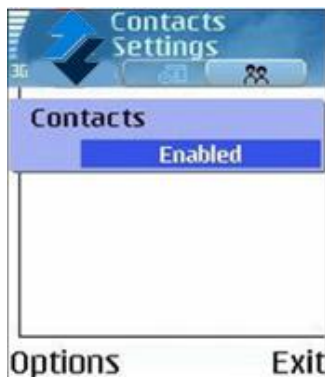 Contacts
Settings
3G
Contacts
Enabled
Options Exit